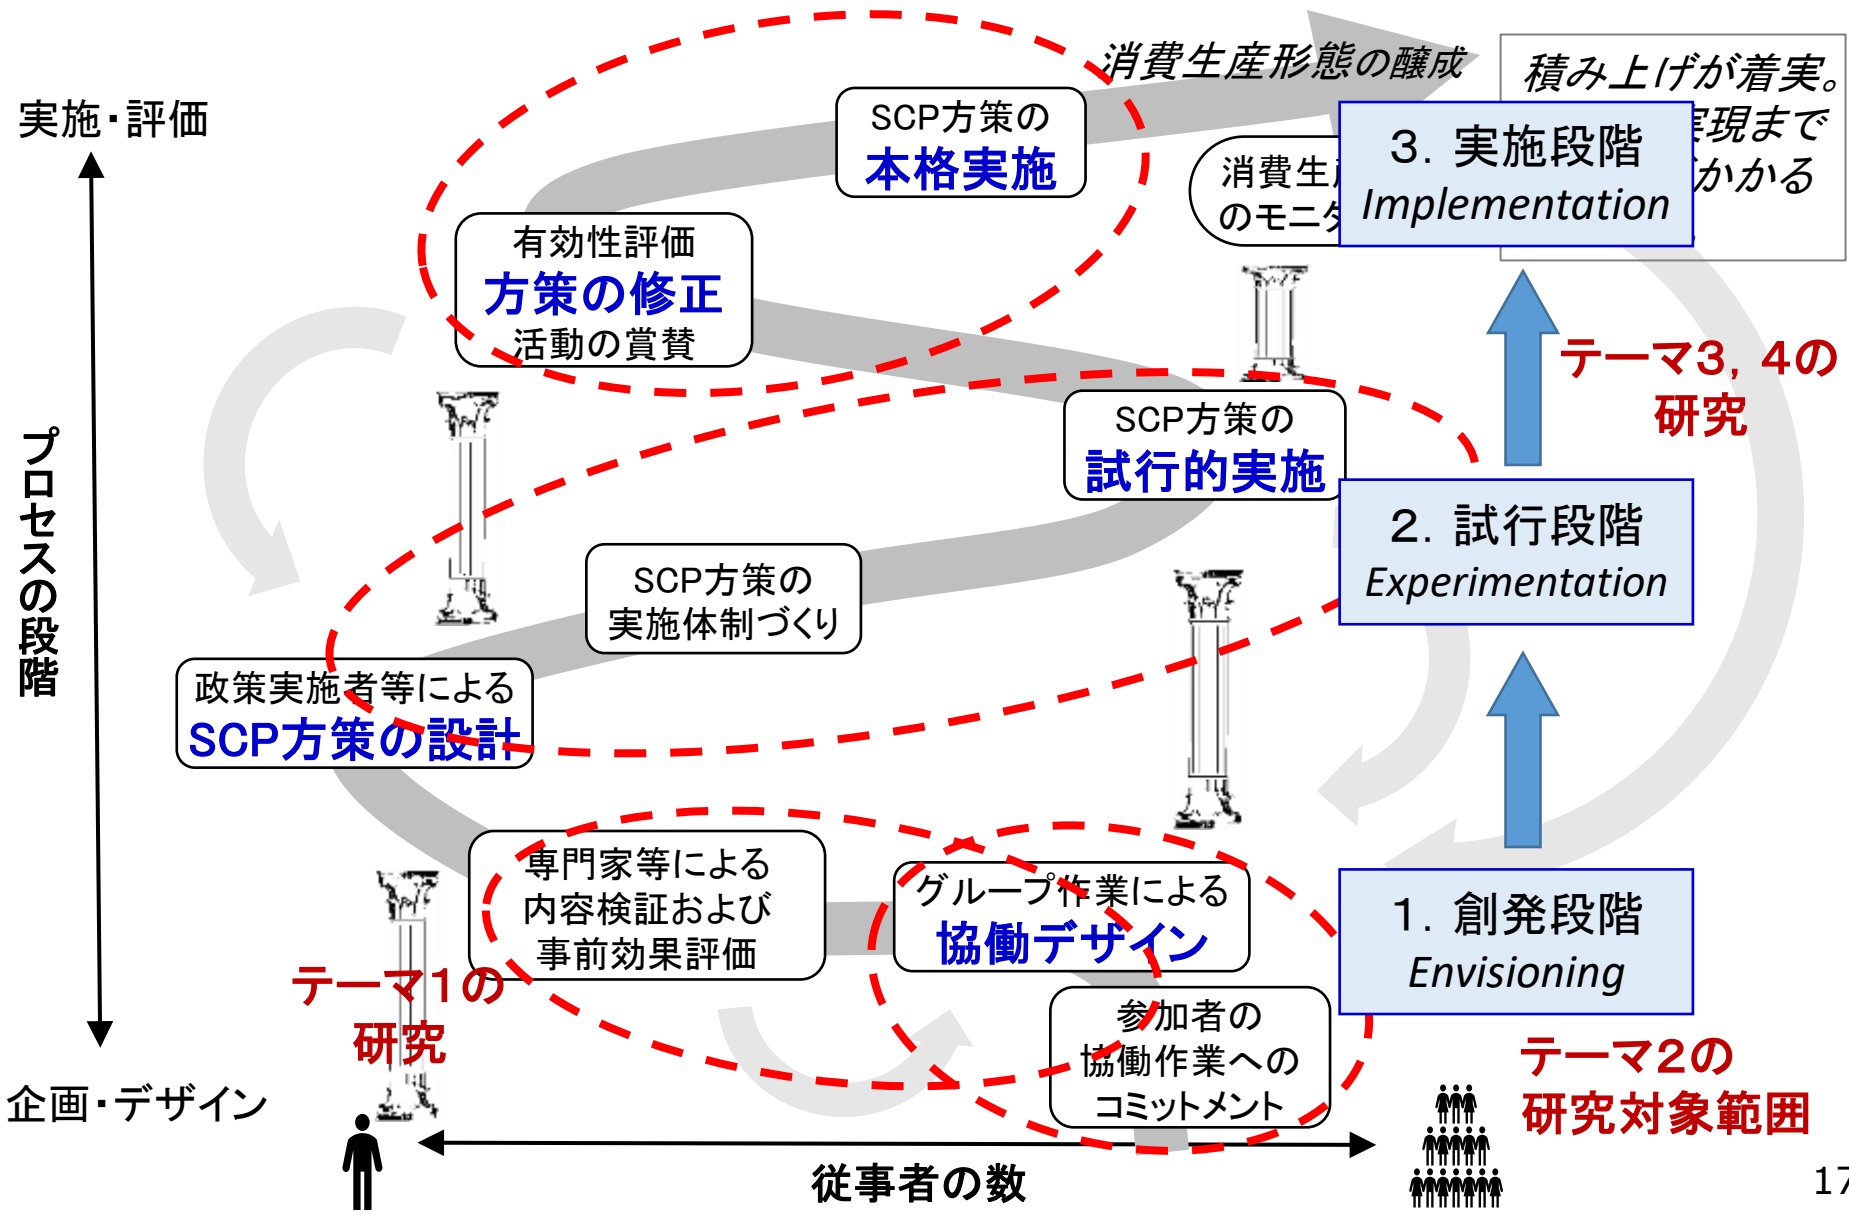 消費生産形態の醸成
積み上げが着実。
実現まで
かかる
実施・評価
SCP方策の
本格実施
3. 実施段階
Implementation
消費生産
のモニタ
有効性評価
方策の修正
活動の賞賛
テーマ3, 4の
研究
SCP方策の
試行的実施
プロセスの段階
2. 試行段階
Experimentation
SCP方策の
実施体制づくり
政策実施者等による
SCP方策の設計
専門家等による
内容検証および
事前効果評価
グループ作業による
協働デザイン
1. 創発段階
Envisioning
テーマ1の
研究
参加者の
協働作業への
コミットメント
テーマ2の
研究対象範囲
企画・デザイン
従事者の数
17